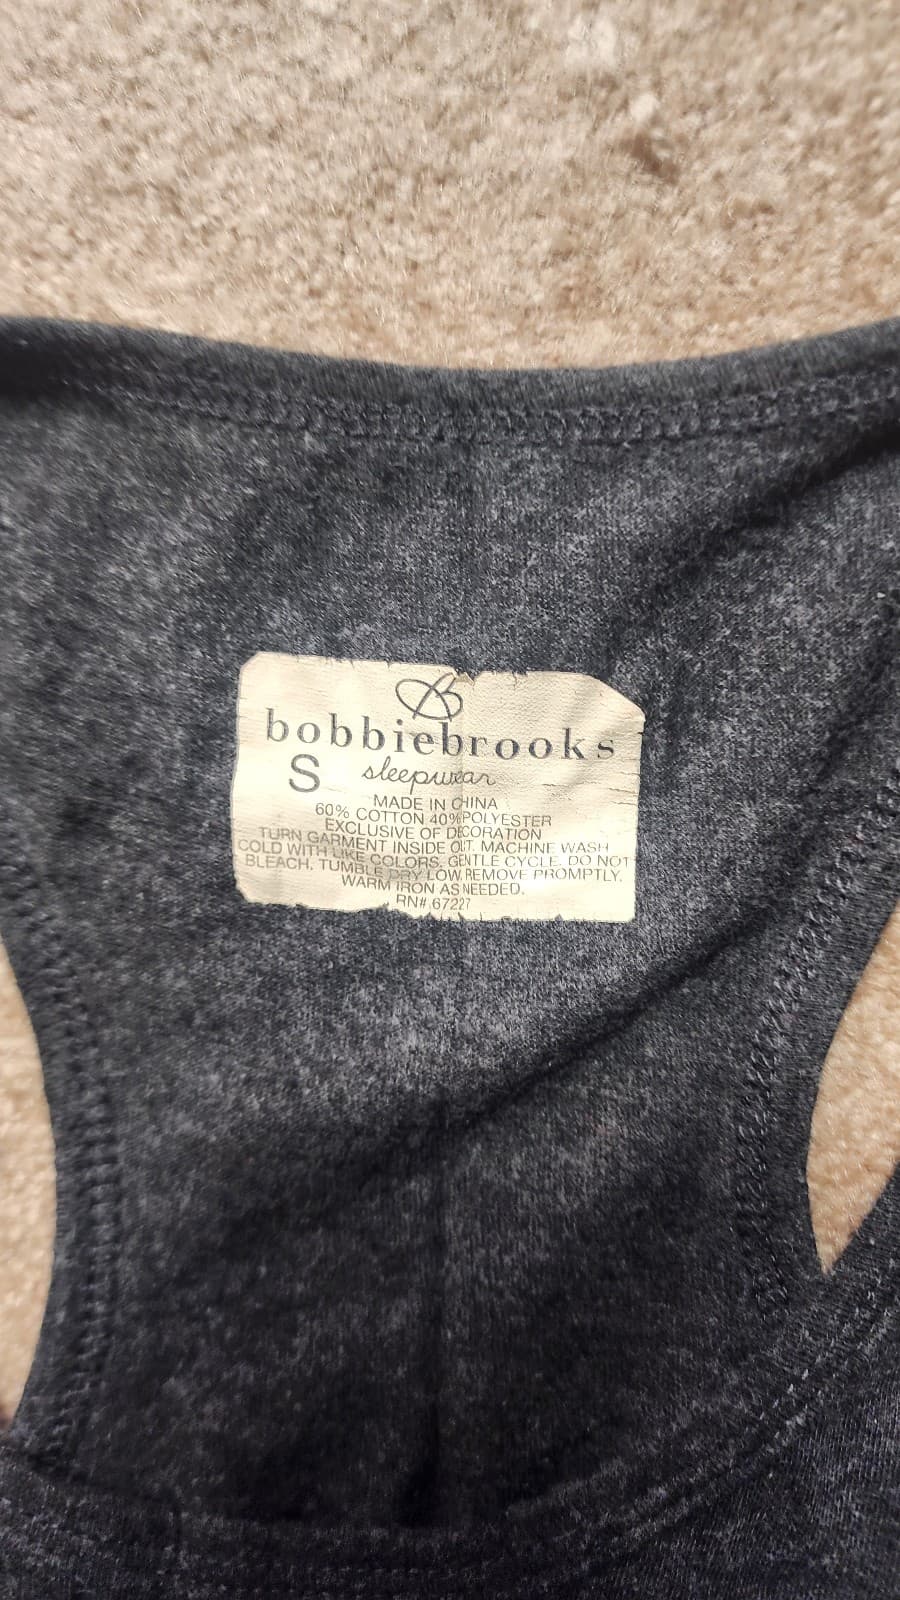 bobbiebrooks
S sleepwear
MADE IN CHINA
60% COTTON 40% POLYESTER
EXCLUSIVE OF DECORATION
TURN GARMENT INSIDE OUT. MACHINE WASH
COLD WITH LIKE COLORS. GENTLE CYCLE. DO NOT
BLEACH. TUMBLE DRY LOW. REMOVE PROMPTLY.
WARM IRON AS NEEDED.
RN# 67227